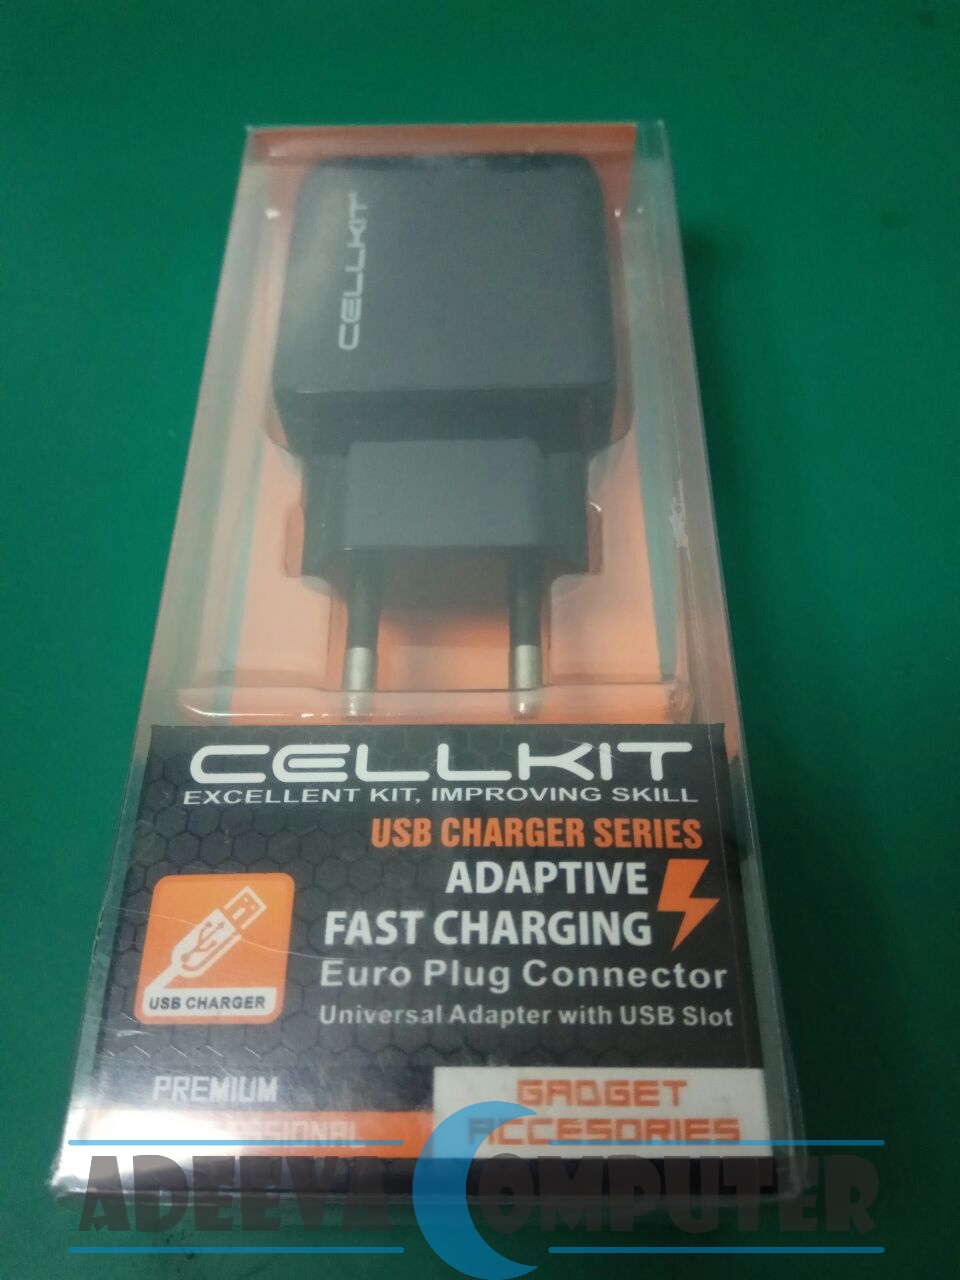 CELLKIT
CELLKIT
EXCELLENT KIT, IMPROVING SKILL
USB CHARGER SERIES
ADAPTIVE
FAST CHARGING
Euro Plug Connector
Universal Adapter with USB Slot
USB CHARGER
PREMIUM
GADGET
ACCESORIES
ADEEVA COMPUTER